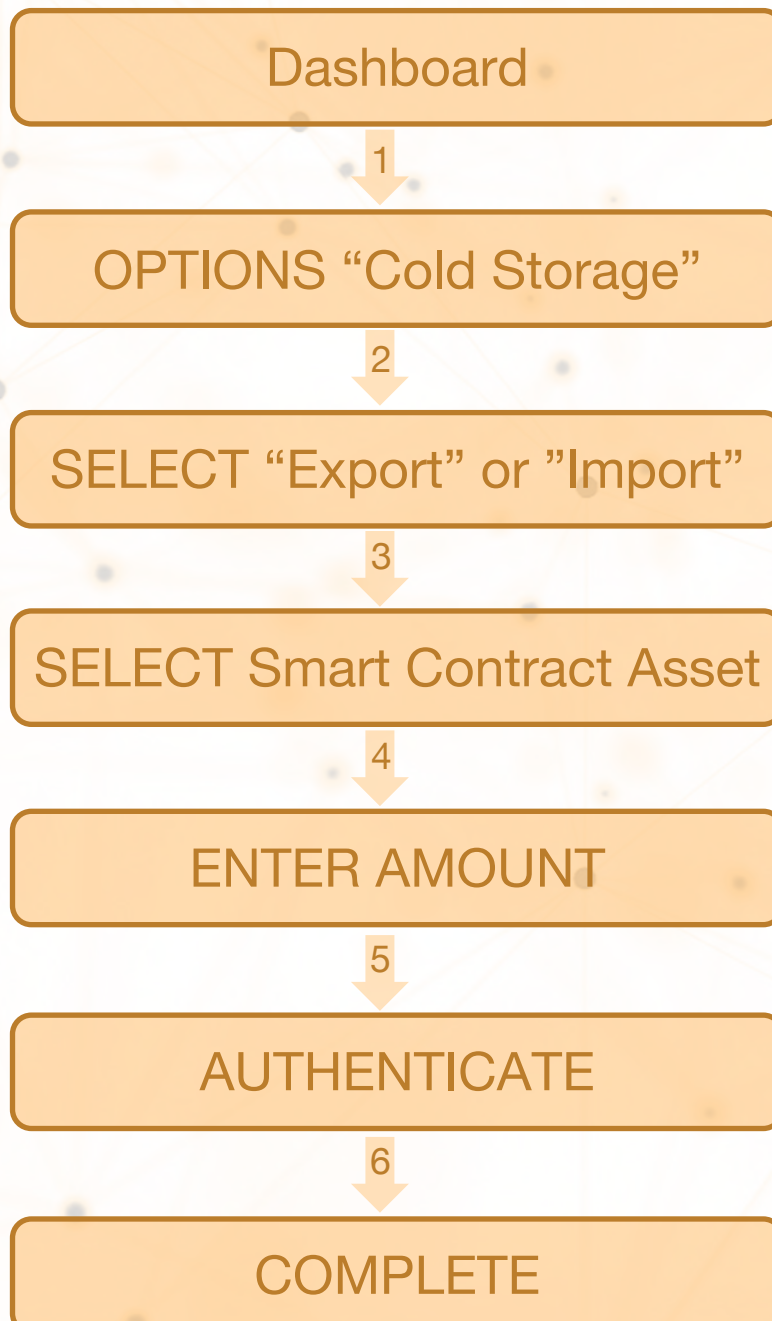 Dashboard
1
OPTIONS “Cold Storage”
2
SELECT “Export” or ”Import”
3
SELECT Smart Contract Asset
4
ENTER AMOUNT
5
AUTHENTICATE
6
COMPLETE